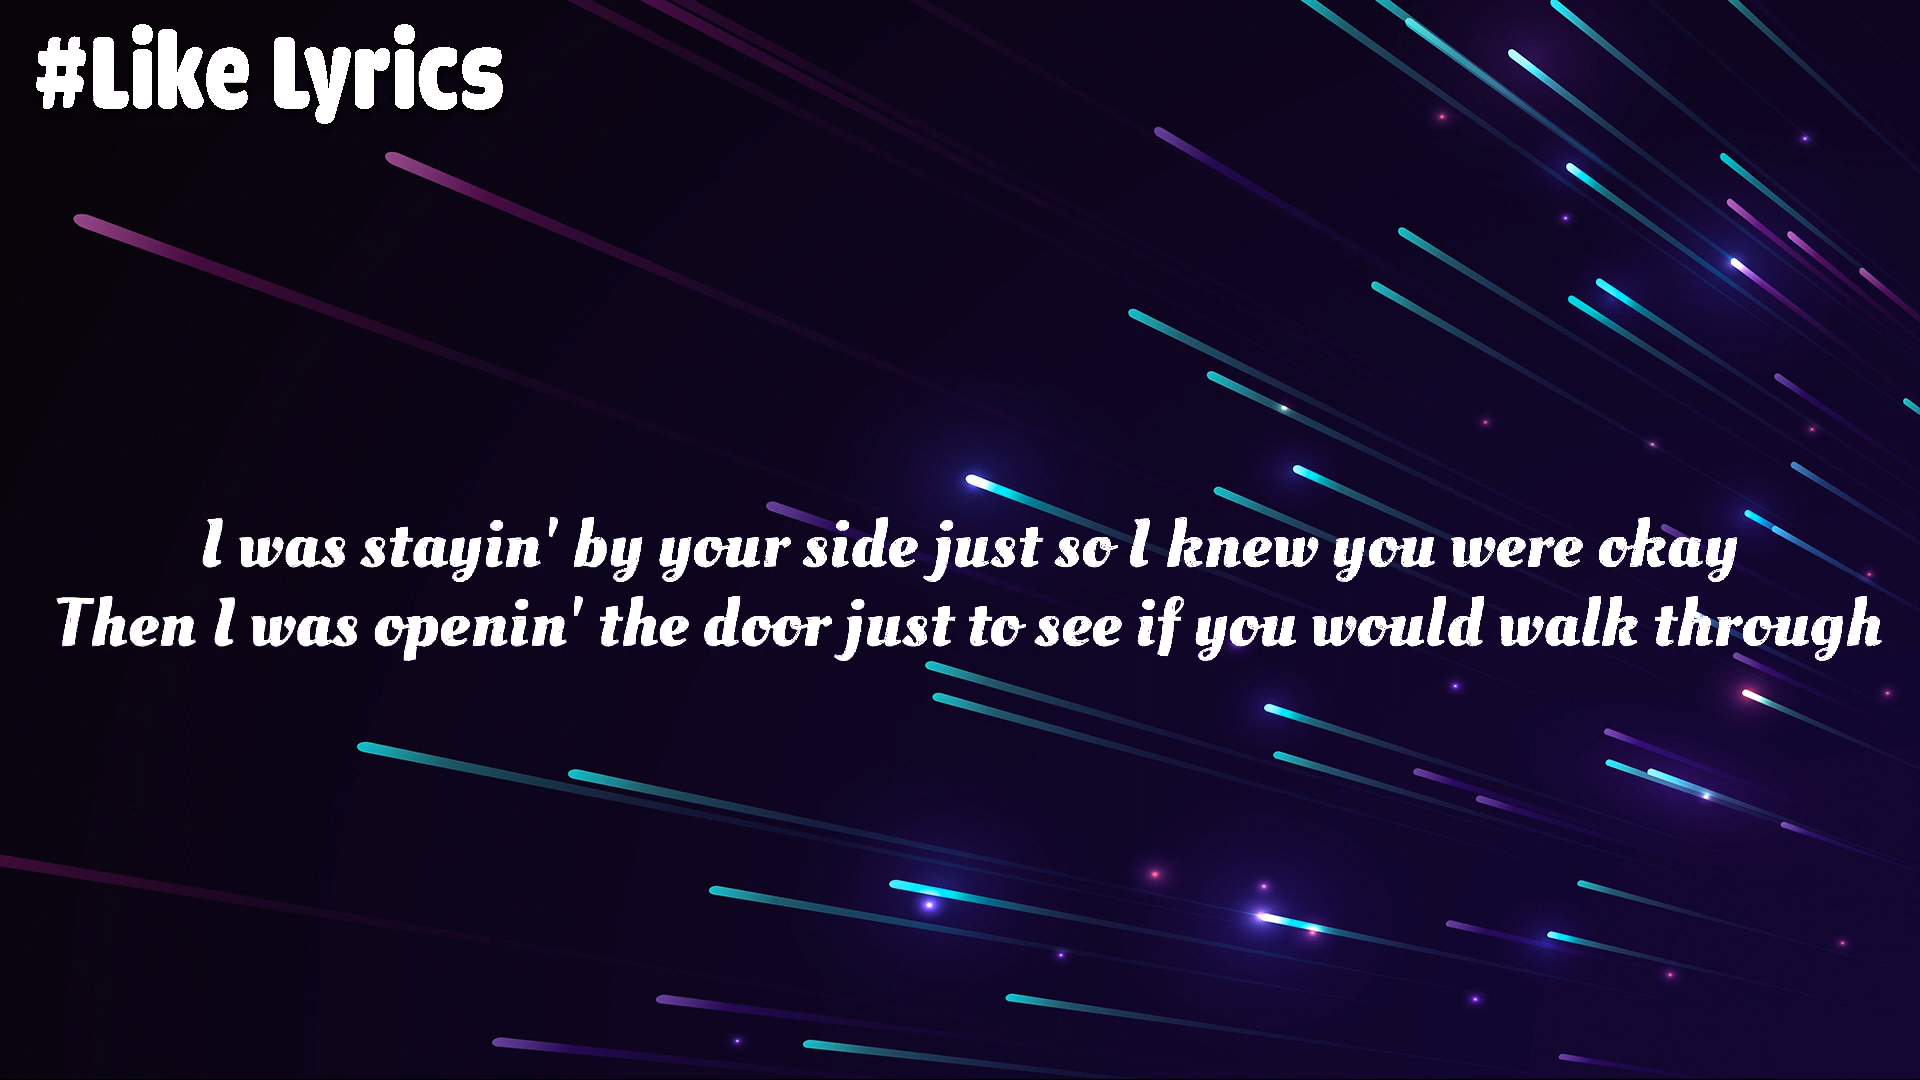 #Like Lyrics
I was stayin' by your side just so I knew you were okay
Then I was openin' the door just to see if you would walk through